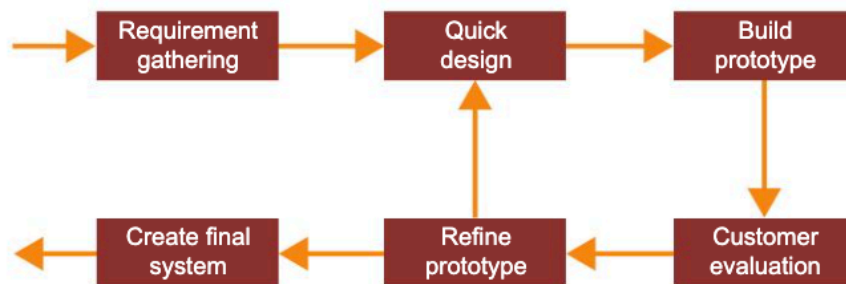 Requirement
gathering
Quick
design
Build
prototype
Create final
system
Refine
prototype
Customer
evaluation